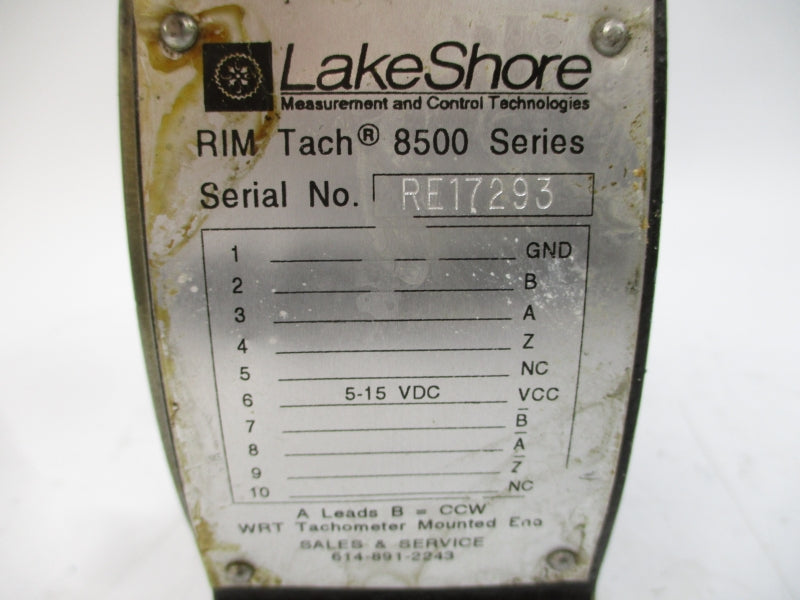 LakeShore
Measurement and Control Technologies
RIM Tach® 8500 Series
Serial No. RE17293
1 GND
2 B
3 A
4 Z
5 NC
6 5-15 VDC VCC
7 B̅
8 A̅
9 Z̅
10 NC
A Leads B = CCW
WRT Tachometer Mounted End
SALES & SERVICE
614-891-2243